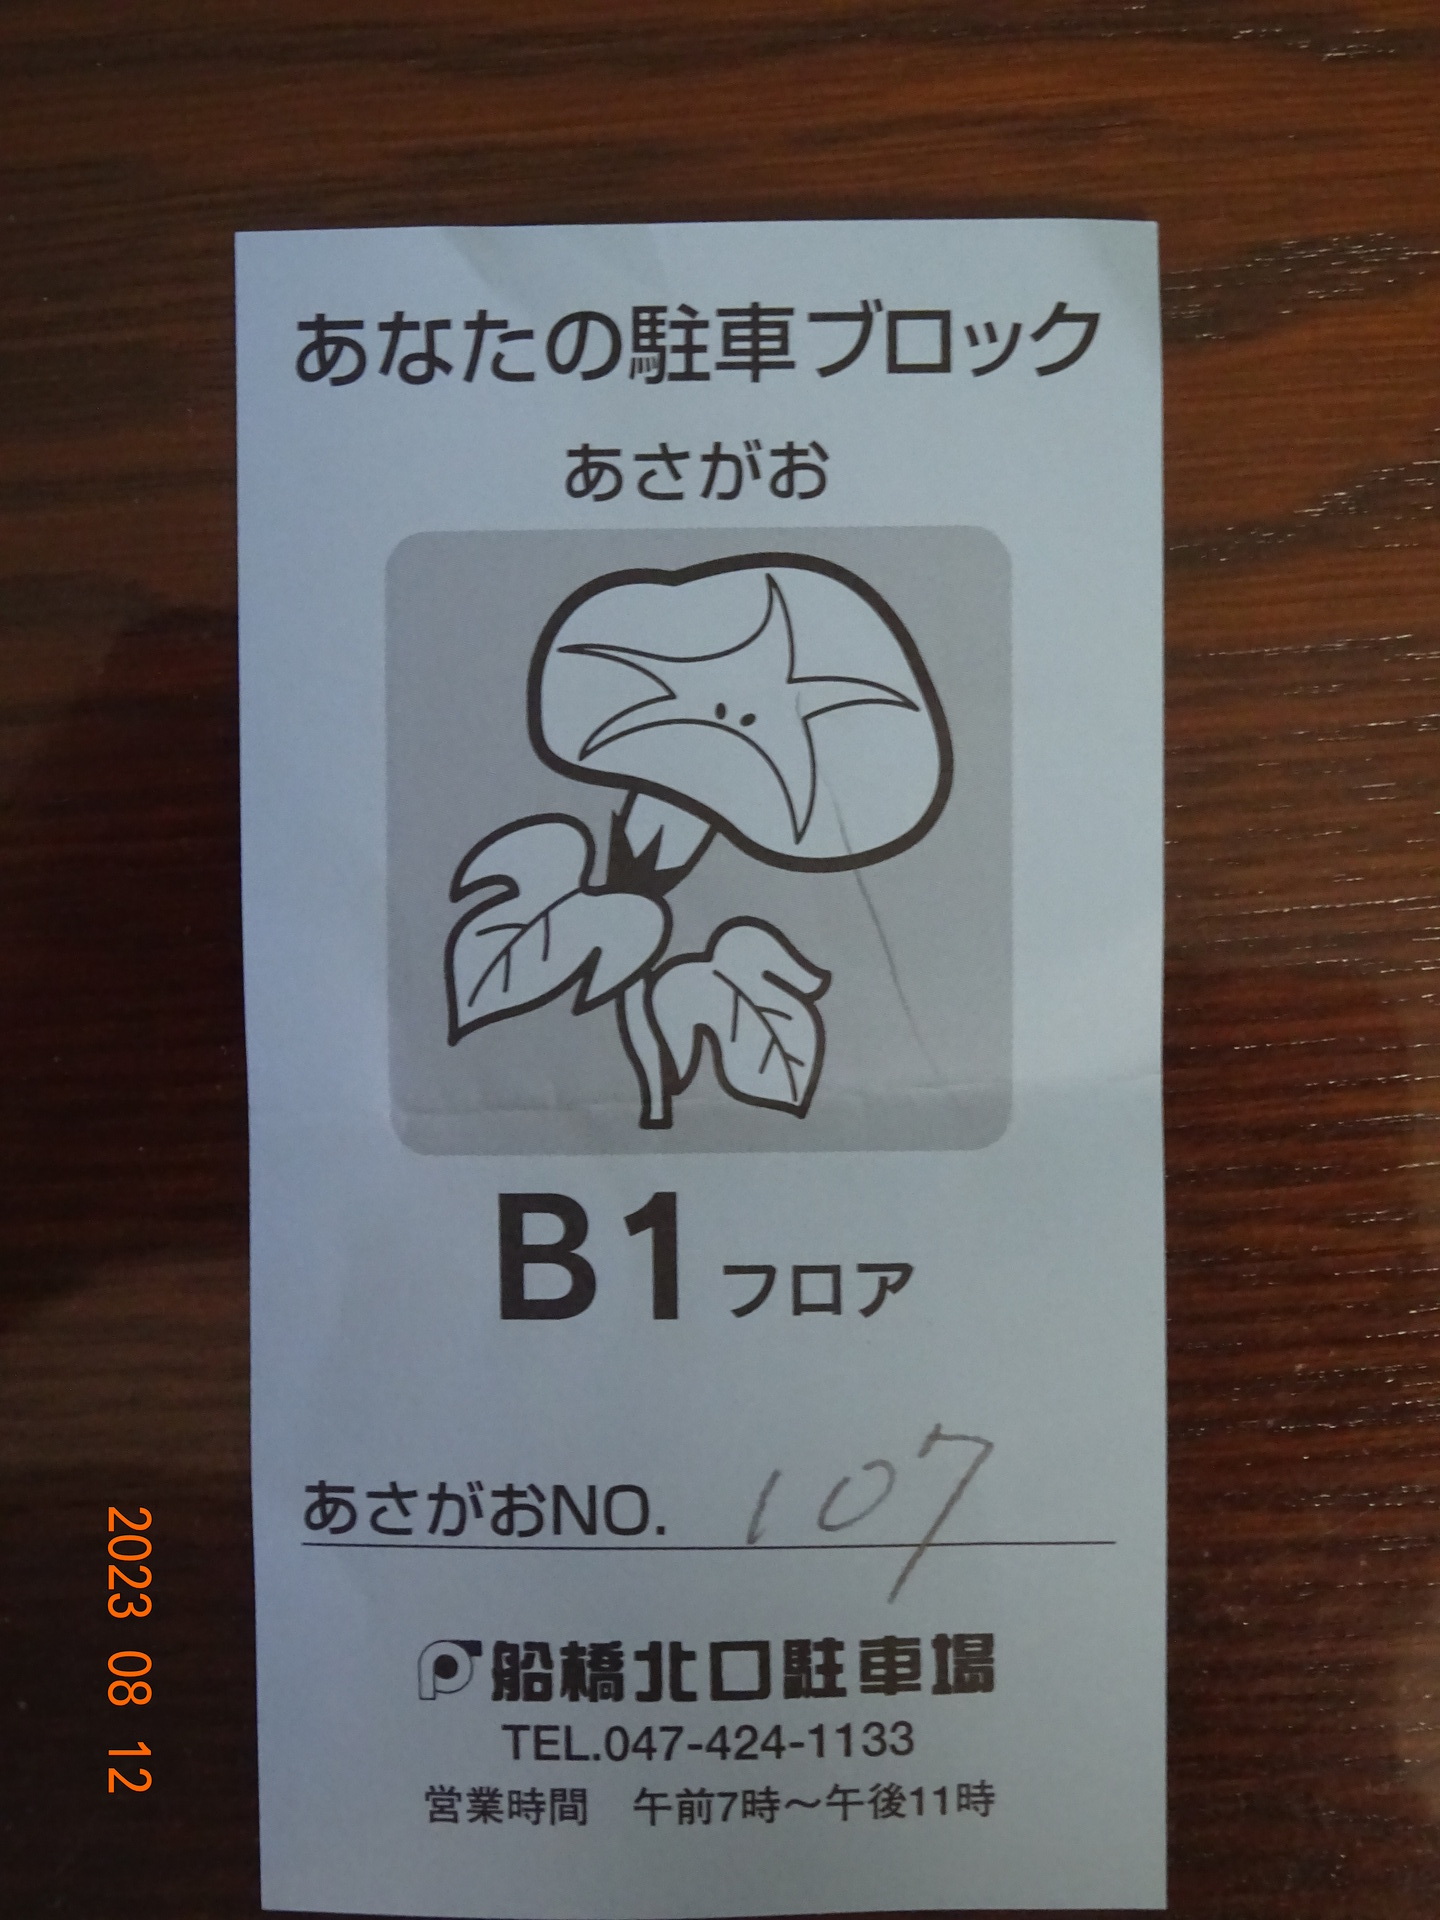 あなたの駐車ブロック
あさがお
B1フロア
あさがおNO. 107
船橋北口駐車場
TEL.047-424-1133
営業時間　午前7時〜午後11時
2023 08 12